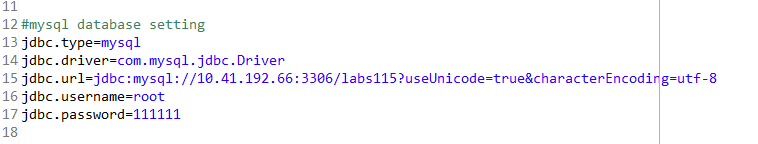 11
12 #mysql database setting
13 jdbc.type=mysql
14 jdbc.driver=com.mysql.jdbc.Driver
15 jdbc.url=jdbc:mysql://10.41.192.66:3306/labs115?useUnicode=true&characterEncoding=utf-8
16 jdbc.username=root
17 jdbc.password=111111
18